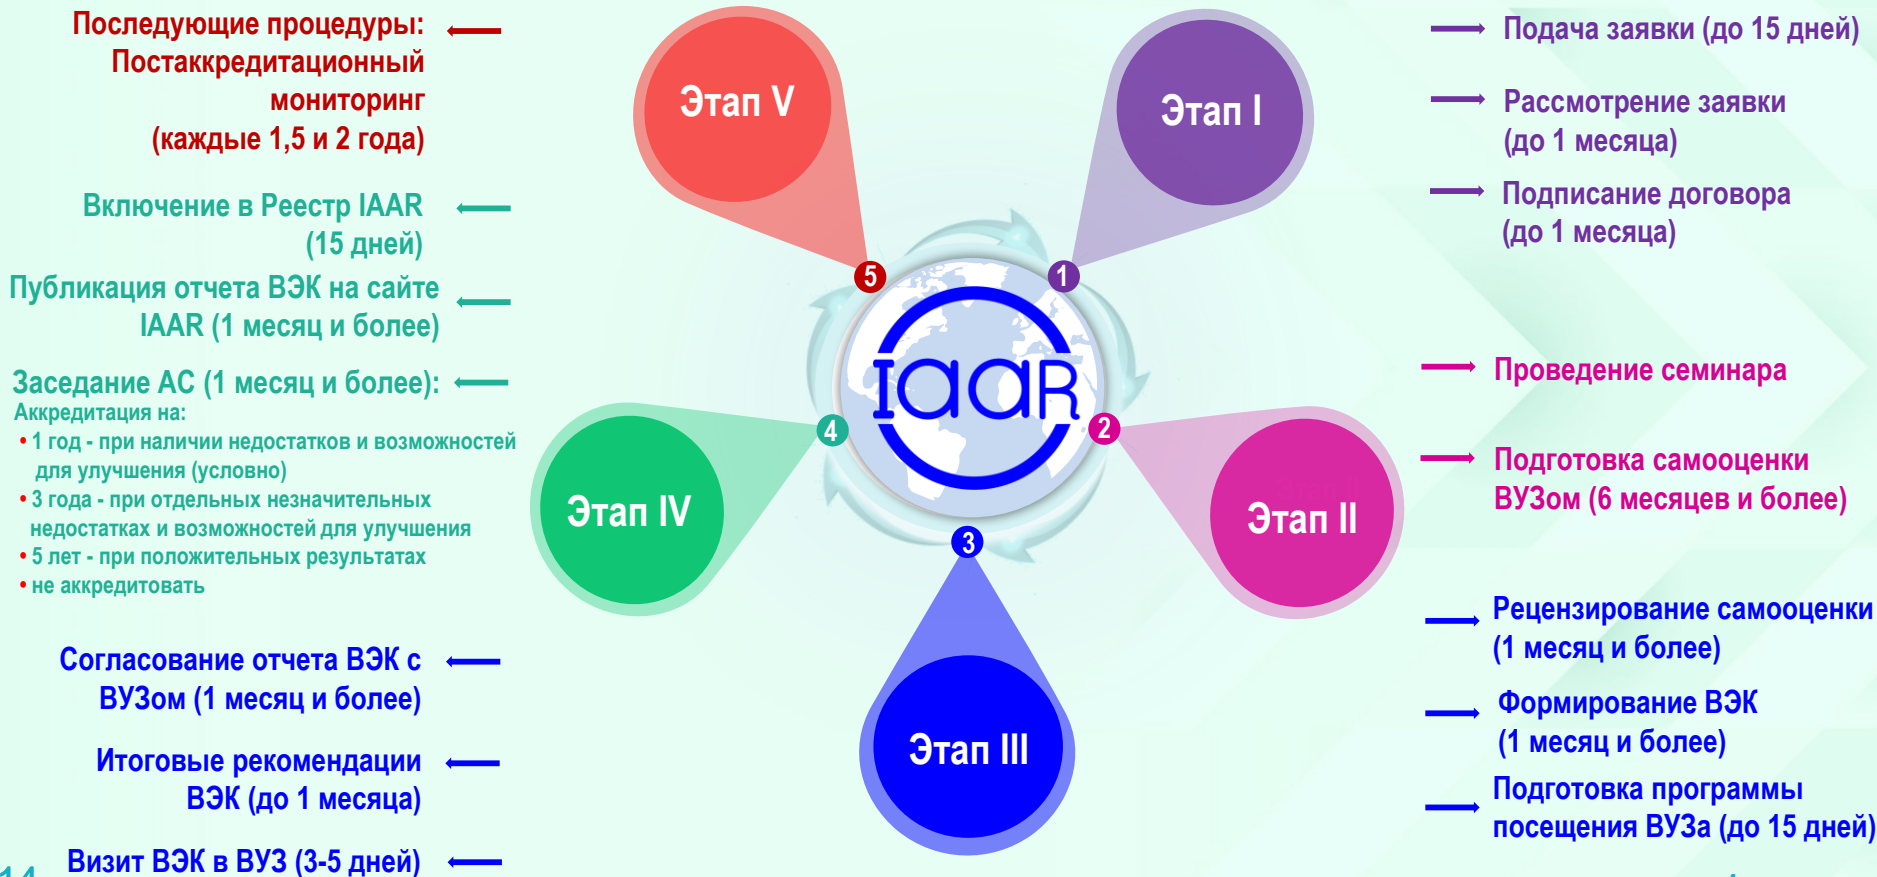 Последующие процедуры:
Постаккредитационный
мониторинг
(каждые 1,5 и 2 года)
Включение в Реестр IAAR
(15 дней)
Публикация отчета ВЭК на сайте
IAAR (1 месяц и более)
Заседание АС (1 месяц и более):
Аккредитация на:
• 1 год - при наличии недостатков и возможностей
для улучшения (условно)
• 3 года - при отдельных незначительных
недостатках и возможностей для улучшения
• 5 лет - при положительных результатах
• не аккредитовать
Согласование отчета ВЭК с
ВУЗом (1 месяц и более)
Итоговые рекомендации
ВЭК (до 1 месяца)
Визит ВЭК в ВУЗ (3-5 дней)
Этап V
Этап I
5
1
IaaR
4
2
Этап IV
Этап II
3
Этап III
Подача заявки (до 15 дней)
Рассмотрение заявки
(до 1 месяца)
Подписание договора
(до 1 месяца)
Проведение семинара
Подготовка самооценки
ВУЗом (6 месяцев и более)
Рецензирование самооценки
(1 месяц и более)
Формирование ВЭК
(1 месяц и более)
Подготовка программы
посещения ВУЗа (до 15 дней)